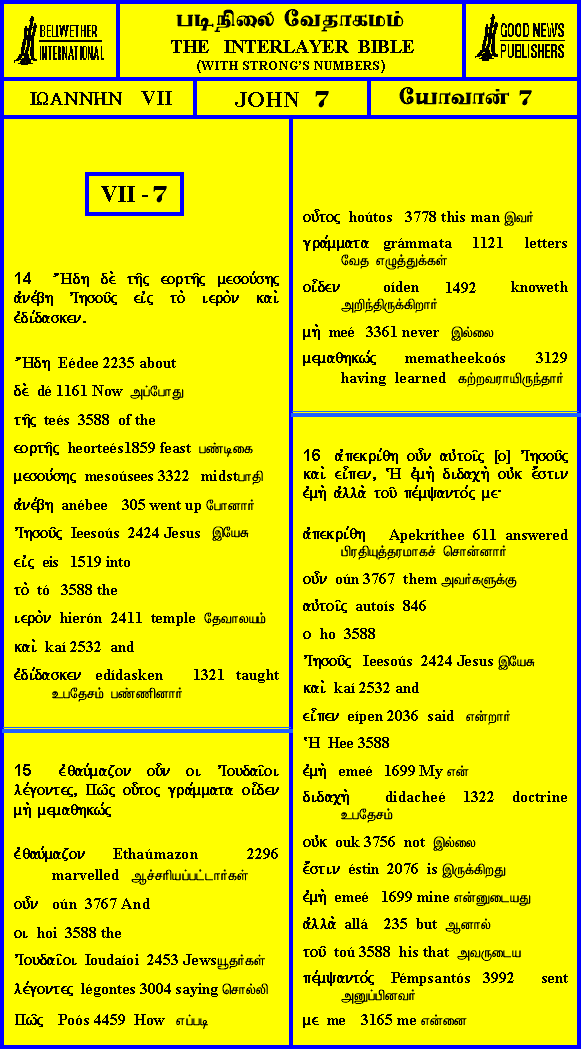 BELIWETHER
INTERNATIONAL
படிநிலை வேதாகமம்
THE INTERLAYER BIBLE
(WITH STRONG'S NUMBERS)
GOOD NEWS
PUBLISHERS
ΙΩΑΝΝΗΝ VII
JOHN 7
யோவான் 7
VII - 7
14 Ἤδη δὲ τῆς εορτῆς μεσούσης
ἀνέβη Ἰησοῦς εἰς τὸ ιερὸν καὶ
ἐδίδασκεν.
Ἤδη Eédee 2235 about
δὲ dé 1161 Now அப்போது
τῆς teés 3588 of the
εορτῆς heorteés1859 feast பண்டிகை
μεσούσης mesoúsees 3322 midstபாதி
ἀνέβη anébee 305 went up போனார்
Ἰησοῦς Ieesoús 2424 Jesus இயேசு
εἰς eis 1519 into
τὸ tó 3588 the
ιερὸν hierón 2411 temple தேவாலயம்
καὶ kaí 2532 and
ἐδίδασκεν edídasken 1321 taught
உபதேசம் பண்ணினார்
15 ἐθαύμαζον οὖν οι Ἰουδαῖοι
λέγοντες, Πῶς οὗτος γράμματα οἶδεν
μὴ μεμαθηκώς
ἐθαύμαζον Ethaúmazon 2296
marvelled ஆச்சரியப்பட்டார்கள்
οὖν oún 3767 And
οι hoi 3588 the
Ἰουδαῖοι Ioudaíoi 2453 Jewsயூதர்கள்
λέγοντες légontes 3004 saying சொல்லி
Πῶς Poós 4459 How எப்படி
οὗτος hoútos 3778 this man இவர்
γράμματα grámmata 1121 letters
வேத எழுத்துக்கள்
οἶδεν oíden 1492 knoweth
அறிந்திருக்கிறார்
μὴ meé 3361 never இல்லை
μεμαθηκώς mematheekoós 3129
having learned கற்றவராயிருந்தார்
16 ἀπεκρίθη οὖν αὐτοῖς [ο] Ἰησοῦς
καὶ εἶπεν, Ἡ ἐμὴ διδαχὴ οὐκ ἔστιν
ἐμὴ ἀλλὰ τοῦ πέμψαντός με·
ἀπεκρίθη Apekríthee 611 answered
பிரதியுத்தரமாகச் சொன்னார்
οὖν oún 3767 them அவர்களுக்கு
αὐτοῖς autoís 846
ο ho 3588
Ἰησοῦς Ieesoús 2424 Jesus இயேசு
καὶ kaí 2532 and
εἶπεν eípen 2036 said என்றார்
Ἡ Hee 3588
ἐμὴ emeé 1699 My என்
διδαχὴ didacheé 1322 doctrine
உபதேசம்
οὐκ ouk 3756 not இல்லை
ἔστιν éstin 2076 is இருக்கிறது
ἐμὴ emeé 1699 mine என்னுடையது
ἀλλὰ allá 235 but ஆனால்
τοῦ toú 3588 his that அவருடைய
πέμψαντός Pémpsantós 3992 sent
அனுப்பினவர்
με me 3165 me என்னை